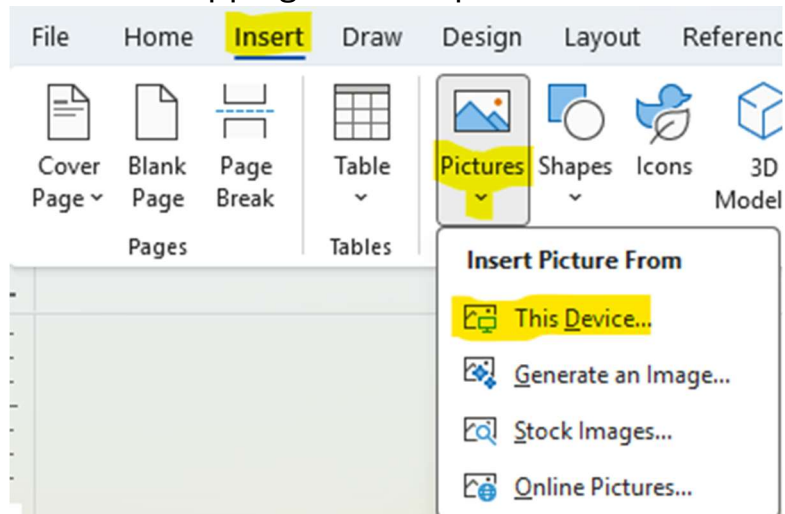 File Home Insert Draw Design Layout
Cover Blank Page Table Pictures Shapes Icons 3D
Page Page Break
Pages Tables
Insert Picture From
This Device...
Generate an Image...
Stock Images...
Online Pictures...